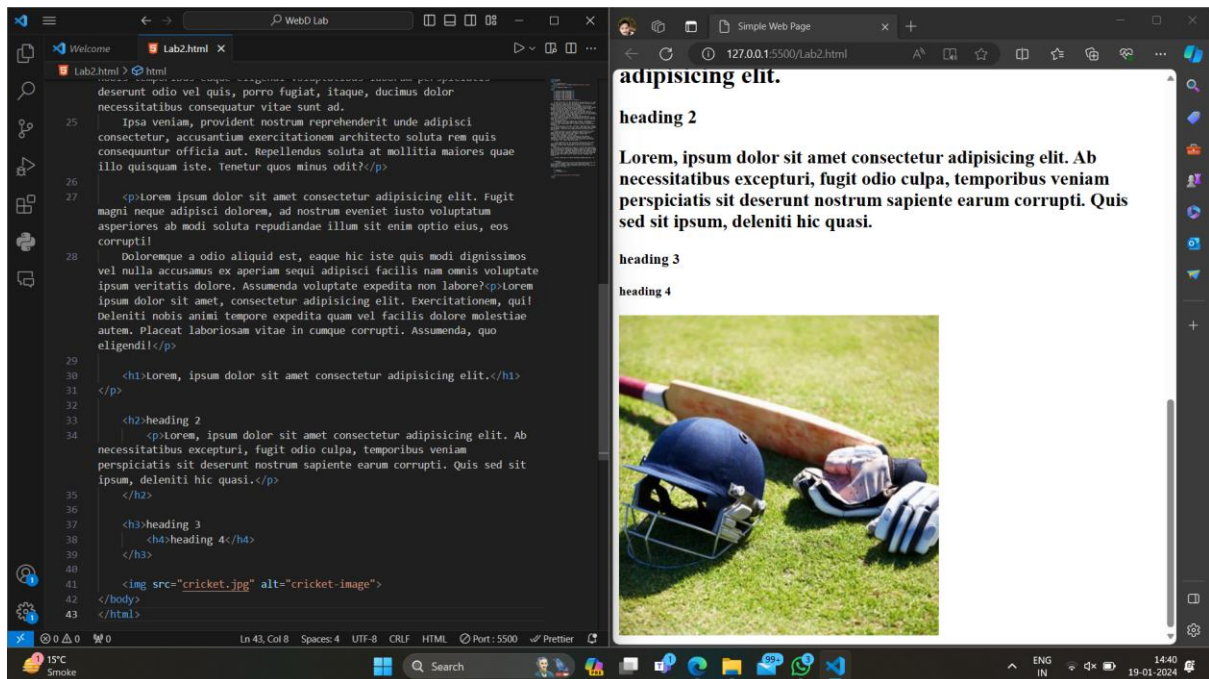 WebD Lab
Welcome
Lab2.html
Lab2.html > html
deserunt odio vel quis, porro fugiat, itaque, ducimus dolor
necessitatibus consequatur vitae sunt ad.
25 Ipsa veniam, provident nostrum reprehenderit unde adipisci
consectetur, accusantium exercitationem architecto soluta rem quis
consequuntur officia aut. Repellendus soluta at mollitia maiores quae
illo quisquam iste. Tenetur quos minus odit?</p>
26
27 <p>Lorem ipsum dolor sit amet consectetur adipisicing elit. Fugit
magni neque adipisci dolorem, ad nostrum eveniet iusto voluptatum
asperiores ab modi soluta repudiandae illum sit enim optio eius, eos
corrupti!
28 Doloremque a odio aliquid est, eaque hic iste quis modi dignissimos
vel nulla accusamus ex aperiam sequi adipisci facilis nam omnis voluptate
ipsum veritatis dolore. Assumenda voluptate expedita non labore?<p>Lorem
ipsum dolor sit amet, consectetur adipisicing elit. Exercitationem, qui!
Deleniti nobis animi tempore expedita quam vel facilis dolore molestiae
autem. Placeat laboriosam vitae in cumque corrupti. Assumenda, quo
eligendi!</p>
29
30 <h1>Lorem, ipsum dolor sit amet consectetur adipisicing elit.</h1>
31 </p>
32
33 <h2>heading 2
34 <p>Lorem, ipsum dolor sit amet consectetur adipisicing elit. Ab
necessitatibus excepturi, fugit odio culpa, temporibus veniam
perspiciatis sit deserunt nostrum sapiente earum corrupti. Quis sed sit
ipsum, deleniti hic quasi.</p>
35 </h2>
36
37 <h3>heading 3
38 <h4>heading 4</h4>
39 </h3>
40
41 <img src="cricket.jpg" alt="cricket-image">
42 </body>
43 </html>
0 0 0 Ln 43, Col 8 Spaces: 4 UTF-8 CRLF HTML Port : 5500 Prettier
Simple Web Page
127.0.0.1:5500/Lab2.html
adipisicing elit.
heading 2
Lorem, ipsum dolor sit amet consectetur adipisicing elit. Ab
necessitatibus excepturi, fugit odio culpa, temporibus veniam
perspiciatis sit deserunt nostrum sapiente earum corrupti. Quis
sed sit ipsum, deleniti hic quasi.
heading 3
heading 4
15°C
Smoke
Search
99+
ENG
IN
14:40
19-01-2024